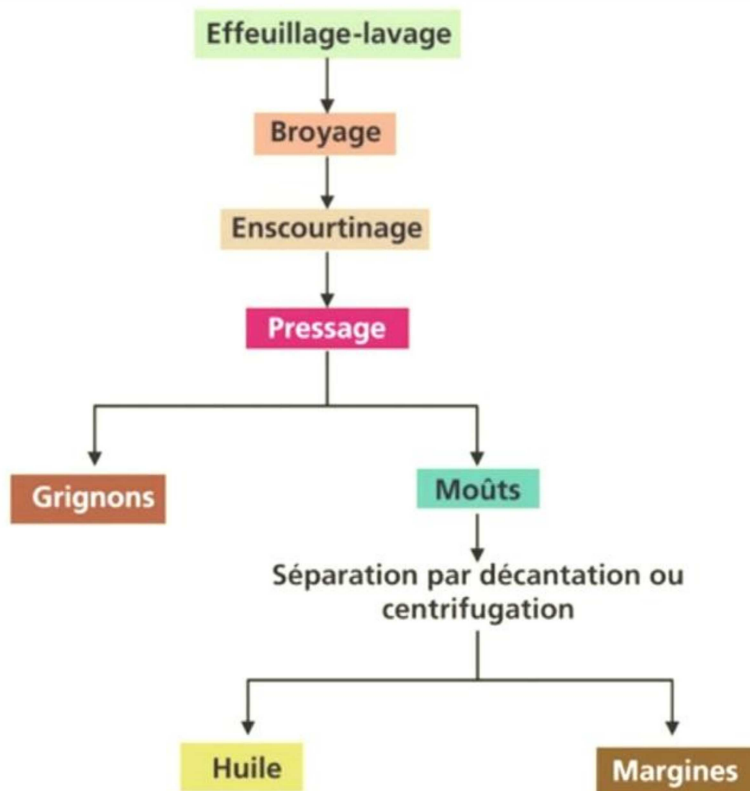 Effeuillage-lavage
Broyage
Enscourtinage
Pressage
Grignons
Moûts
Séparation par décantation ou
centrifugation
Huile
Margines